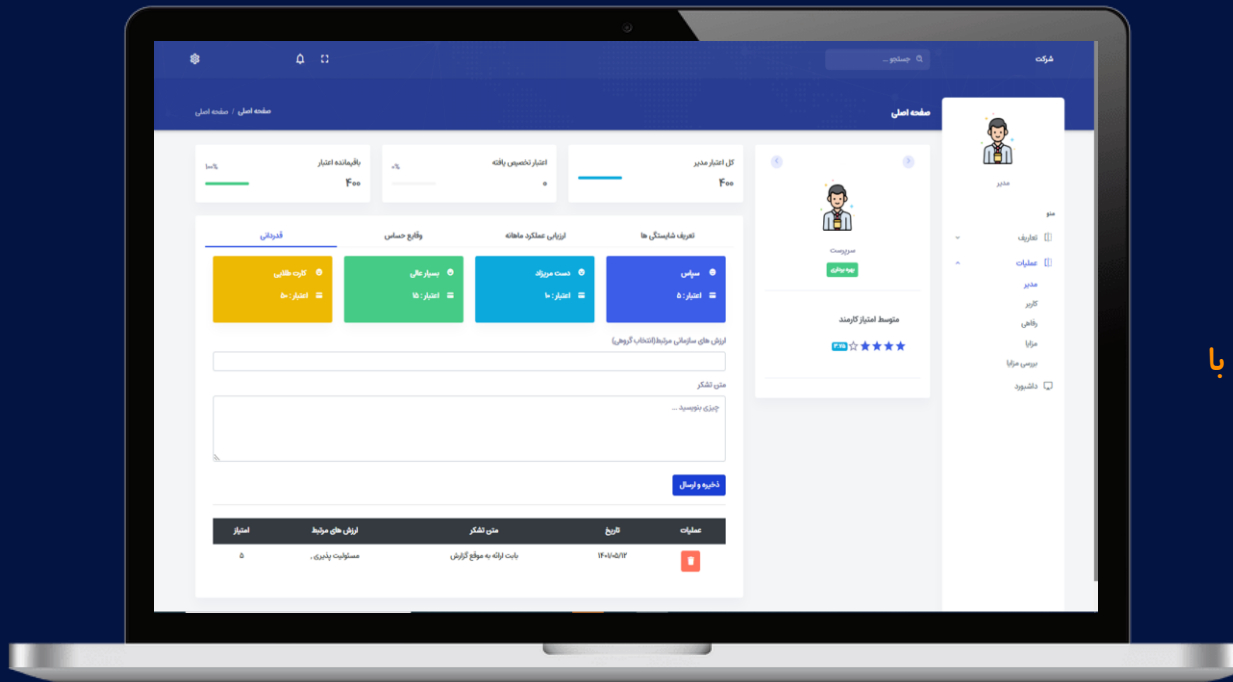 شرکت
جستجو ...
صفحه اصلی
صفحه اصلی / صفحه اصلی
مدیر
منو
تعاریف
عملیات
مدیر
کاربر
رفاهی
مزایا
بررسی مزایا
داشبورد
سرپرست
بهره برداری
متوسط امتیاز کارمند
۳.۷۵
کل اعتبار مدیر
۴۰۰
اعتبار تخصیص یافته
۰%
۰
باقیمانده اعتبار
۱۰۰%
۴۰۰
تعریف شایستگی ها
ارزیابی عملکرد ماهانه
وقایع حساس
قدردانی
سپاس
اعتبار : ۵
دست مریزاد
اعتبار : ۱۰
بسیار عالی
اعتبار : ۱۵
کارت طلایی
اعتبار : ۵۰
ارزش های سازمانی مرتبط(انتخاب گروهی)
متن تشکر
چیزی بنویسید ...
ذخیره و ارسال
عملیات تاریخ متن تشکر ارزش های مرتبط امتیاز
۱۴۰۱/۰۵/۱۲ بابت ارائه به موقع گزارش مسئولیت پذیری , ۵
با